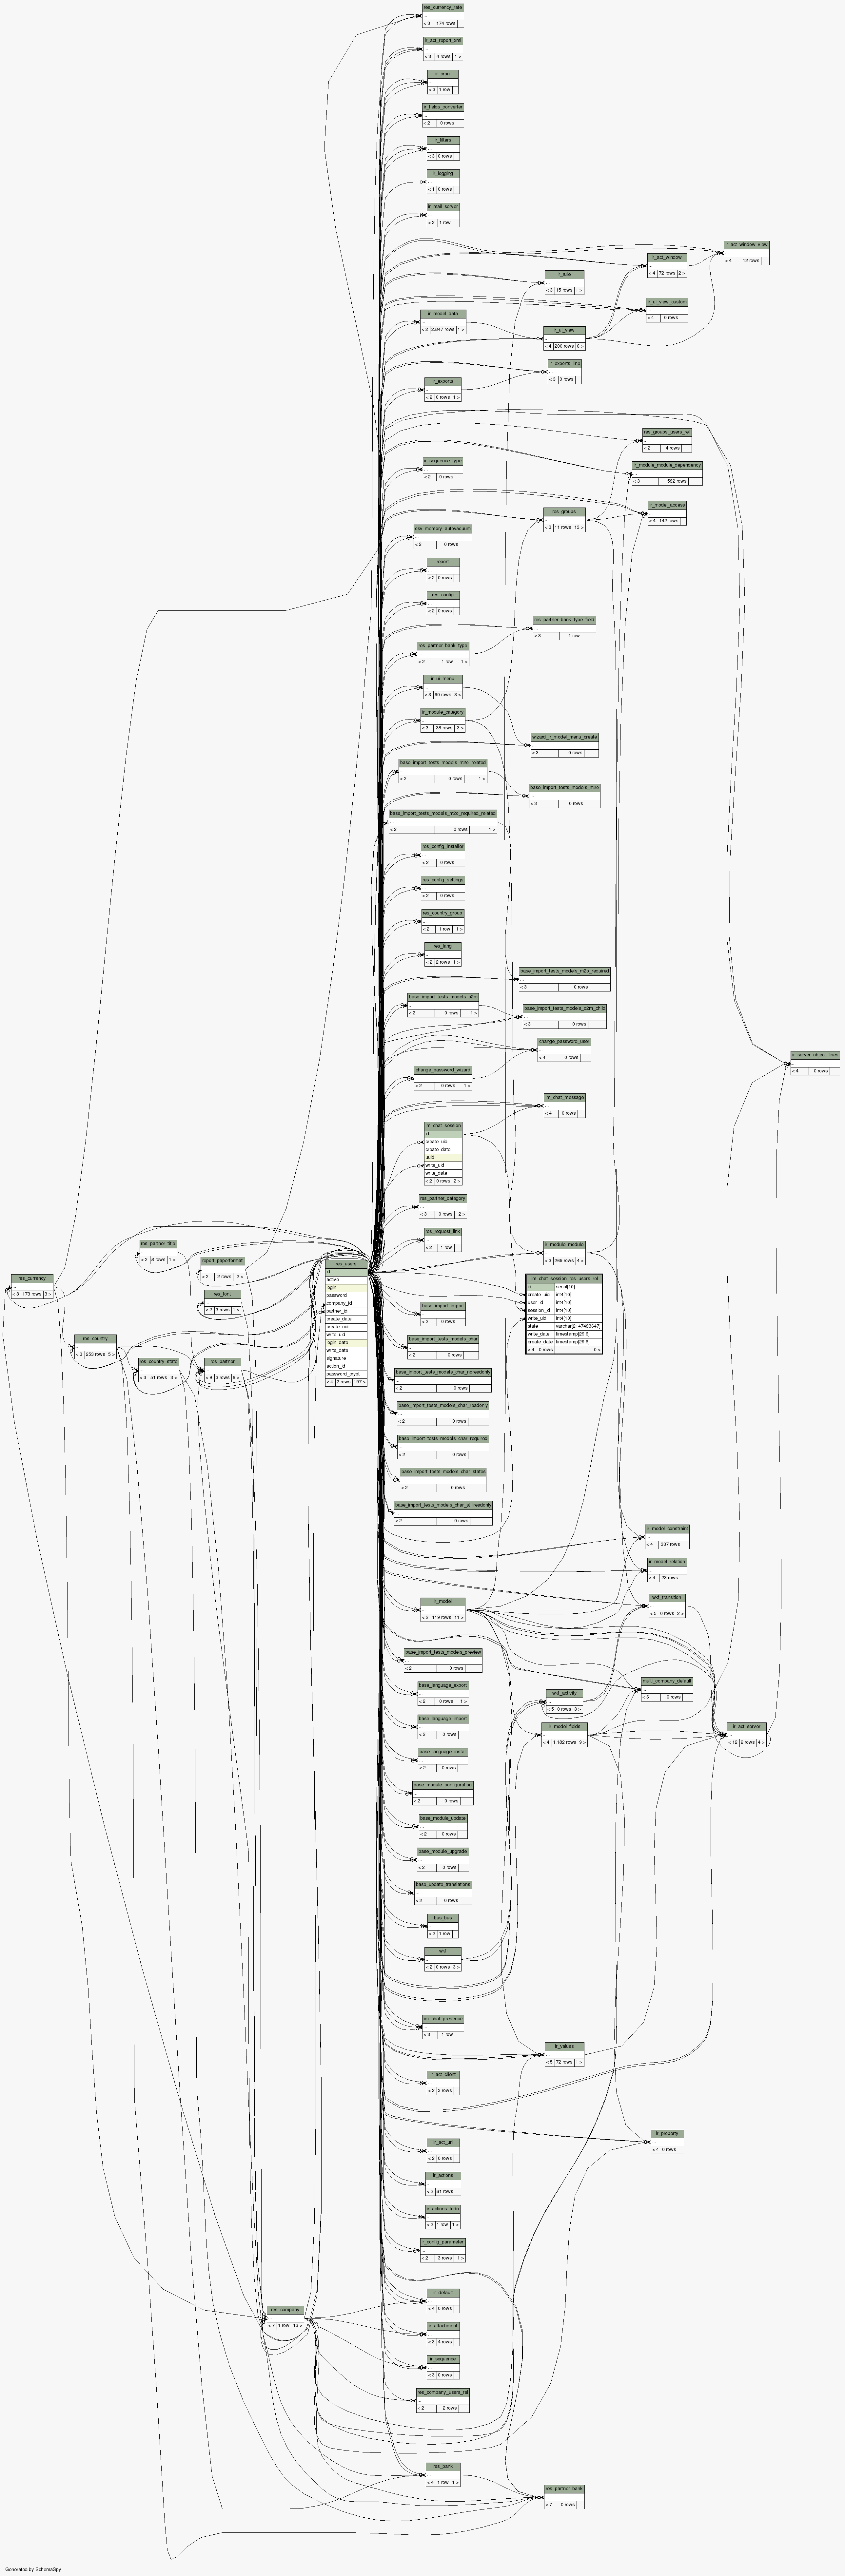 res_currency_rate
...
< 3 174 rows
ir_act_report_xml
...
< 3 4 rows 1 >
ir_cron
...
< 3 1 row
ir_fields_converter
...
< 2 0 rows
ir_filters
...
< 3 0 rows
ir_logging
...
< 1 0 rows
ir_mail_server
...
< 2 1 row
ir_act_window_view
...
< 4 12 rows
ir_act_window
...
< 4 72 rows 2 >
ir_rule
...
< 3 15 rows 1 >
ir_ui_view_custom
...
< 4 0 rows
ir_model_data
...
< 2 2.847 rows 1 >
ir_ui_view
...
< 4 200 rows 6 >
ir_exports_line
...
< 3 0 rows
ir_exports
...
< 2 0 rows 1 >
res_groups_users_rel
...
< 2 4 rows
ir_module_module_dependency
...
< 3 582 rows
ir_sequence_type
...
< 2 0 rows
ir_model_access
...
< 4 142 rows
res_groups
...
< 3 11 rows 13 >
osv_memory_autovacuum
...
< 2 0 rows
report
...
< 2 0 rows
res_config
...
< 2 0 rows
res_partner_bank_type_field
...
< 3 1 row
res_partner_bank_type
...
< 2 1 row 1 >
ir_ui_menu
...
< 3 90 rows 3 >
ir_module_category
...
< 3 38 rows 3 >
wizard_ir_model_menu_create
...
< 3 0 rows
base_import_tests_models_m2o_related
...
< 2 0 rows 1 >
base_import_tests_models_m2o
...
< 3 0 rows
base_import_tests_models_m2o_required_related
...
< 2 0 rows 1 >
res_config_installer
...
< 2 0 rows
res_config_settings
...
< 2 0 rows
res_country_group
...
< 2 1 row 1 >
res_lang
...
< 2 2 rows 1 >
base_import_tests_models_m2o_required
...
< 3 0 rows
base_import_tests_models_o2m
...
< 2 0 rows 1 >
base_import_tests_models_o2m_child
...
< 3 0 rows
change_password_user
...
< 4 0 rows
ir_server_object_lines
...
< 4 0 rows
change_password_wizard
...
< 2 0 rows 1 >
im_chat_message
...
< 4 0 rows
im_chat_session
id
create_uid
create_date
uuid
write_uid
write_date
< 2 0 rows 2 >
res_partner_category
...
< 3 0 rows 2 >
res_request_link
...
< 2 1 row
res_partner_title
...
< 2 6 rows 1 >
ir_module_module
...
< 3 259 rows 4 >
report_paperformat
...
< 2 2 rows 2 >
res_users
id
active
login
password
company_id
partner_id
create_date
create_uid
write_uid
login_date
write_date
signature
action_id
password_crypt
< 4 2 rows 197 >
res_currency
...
< 3 173 rows 3 >
im_chat_session_res_users_rel
id serial[10]
create_uid int4[10]
user_id int4[10]
session_id int4[10]
write_uid int4[10]
state varchar[2147483647]
write_date timestamp[29,6]
create_date timestamp[29,6]
< 4 0 rows 0 >
res_font
...
< 2 3 rows 1 >
base_import_import
...
< 2 0 rows
res_country
...
< 3 253 rows 5 >
base_import_tests_models_char
...
< 2 0 rows
res_country_state
...
< 3 51 rows 3 >
res_partner
...
< 9 3 rows 6 >
base_import_tests_models_char_noreadonly
...
< 2 0 rows
base_import_tests_models_char_readonly
...
< 2 0 rows
base_import_tests_models_char_required
...
< 2 0 rows
base_import_tests_models_char_states
...
< 2 0 rows
base_import_tests_models_char_stillreadonly
...
< 2 0 rows
ir_model_constraint
...
< 4 337 rows
ir_model_relation
...
< 4 23 rows
ir_model
...
< 2 119 rows 11 >
wkf_transition
...
< 5 0 rows 2 >
base_import_tests_models_preview
...
< 2 0 rows
multi_company_default
...
< 6 0 rows
base_language_export
...
< 2 0 rows 1 >
wkf_activity
...
< 5 0 rows 3 >
base_language_import
...
< 2 0 rows
ir_model_fields
...
< 4 1.182 rows 9 >
ir_act_server
...
< 12 2 rows 4 >
base_language_install
...
< 2 0 rows
base_module_configuration
...
< 2 0 rows
base_module_update
...
< 2 0 rows
base_module_upgrade
...
< 2 0 rows
base_update_translations
...
< 2 0 rows
bus_bus
...
< 2 1 row
wkf
...
< 2 0 rows 3 >
im_chat_presence
...
< 3 1 row
ir_values
...
< 5 72 rows 1 >
ir_act_client
...
< 2 3 rows
ir_property
...
< 4 0 rows
ir_act_url
...
< 2 0 rows
ir_actions
...
< 2 81 rows
ir_actions_todo
...
< 2 1 row 1 >
ir_config_parameter
...
< 2 3 rows 1 >
ir_default
...
< 4 0 rows
res_company
...
< 7 1 row 13 >
ir_attachment
...
< 3 4 rows
ir_sequence
...
< 3 0 rows
res_company_users_rel
...
< 2 2 rows
res_bank
...
< 4 1 row 1 >
res_partner_bank
...
< 7 0 rows
Generated by SchemaSpy